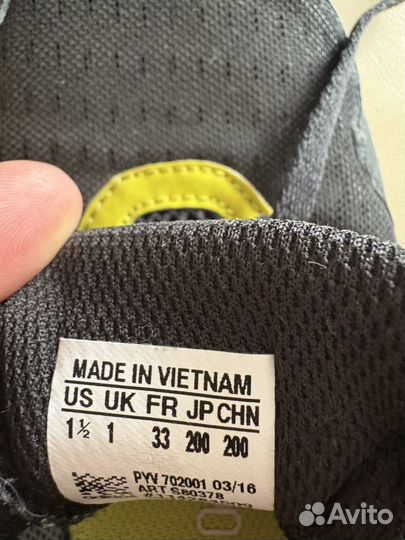 MADE IN VIETNAM
US UK FR JP CHN
1½ 1 33 200 200
PYV 702001 03/16
ART S80378
Avito